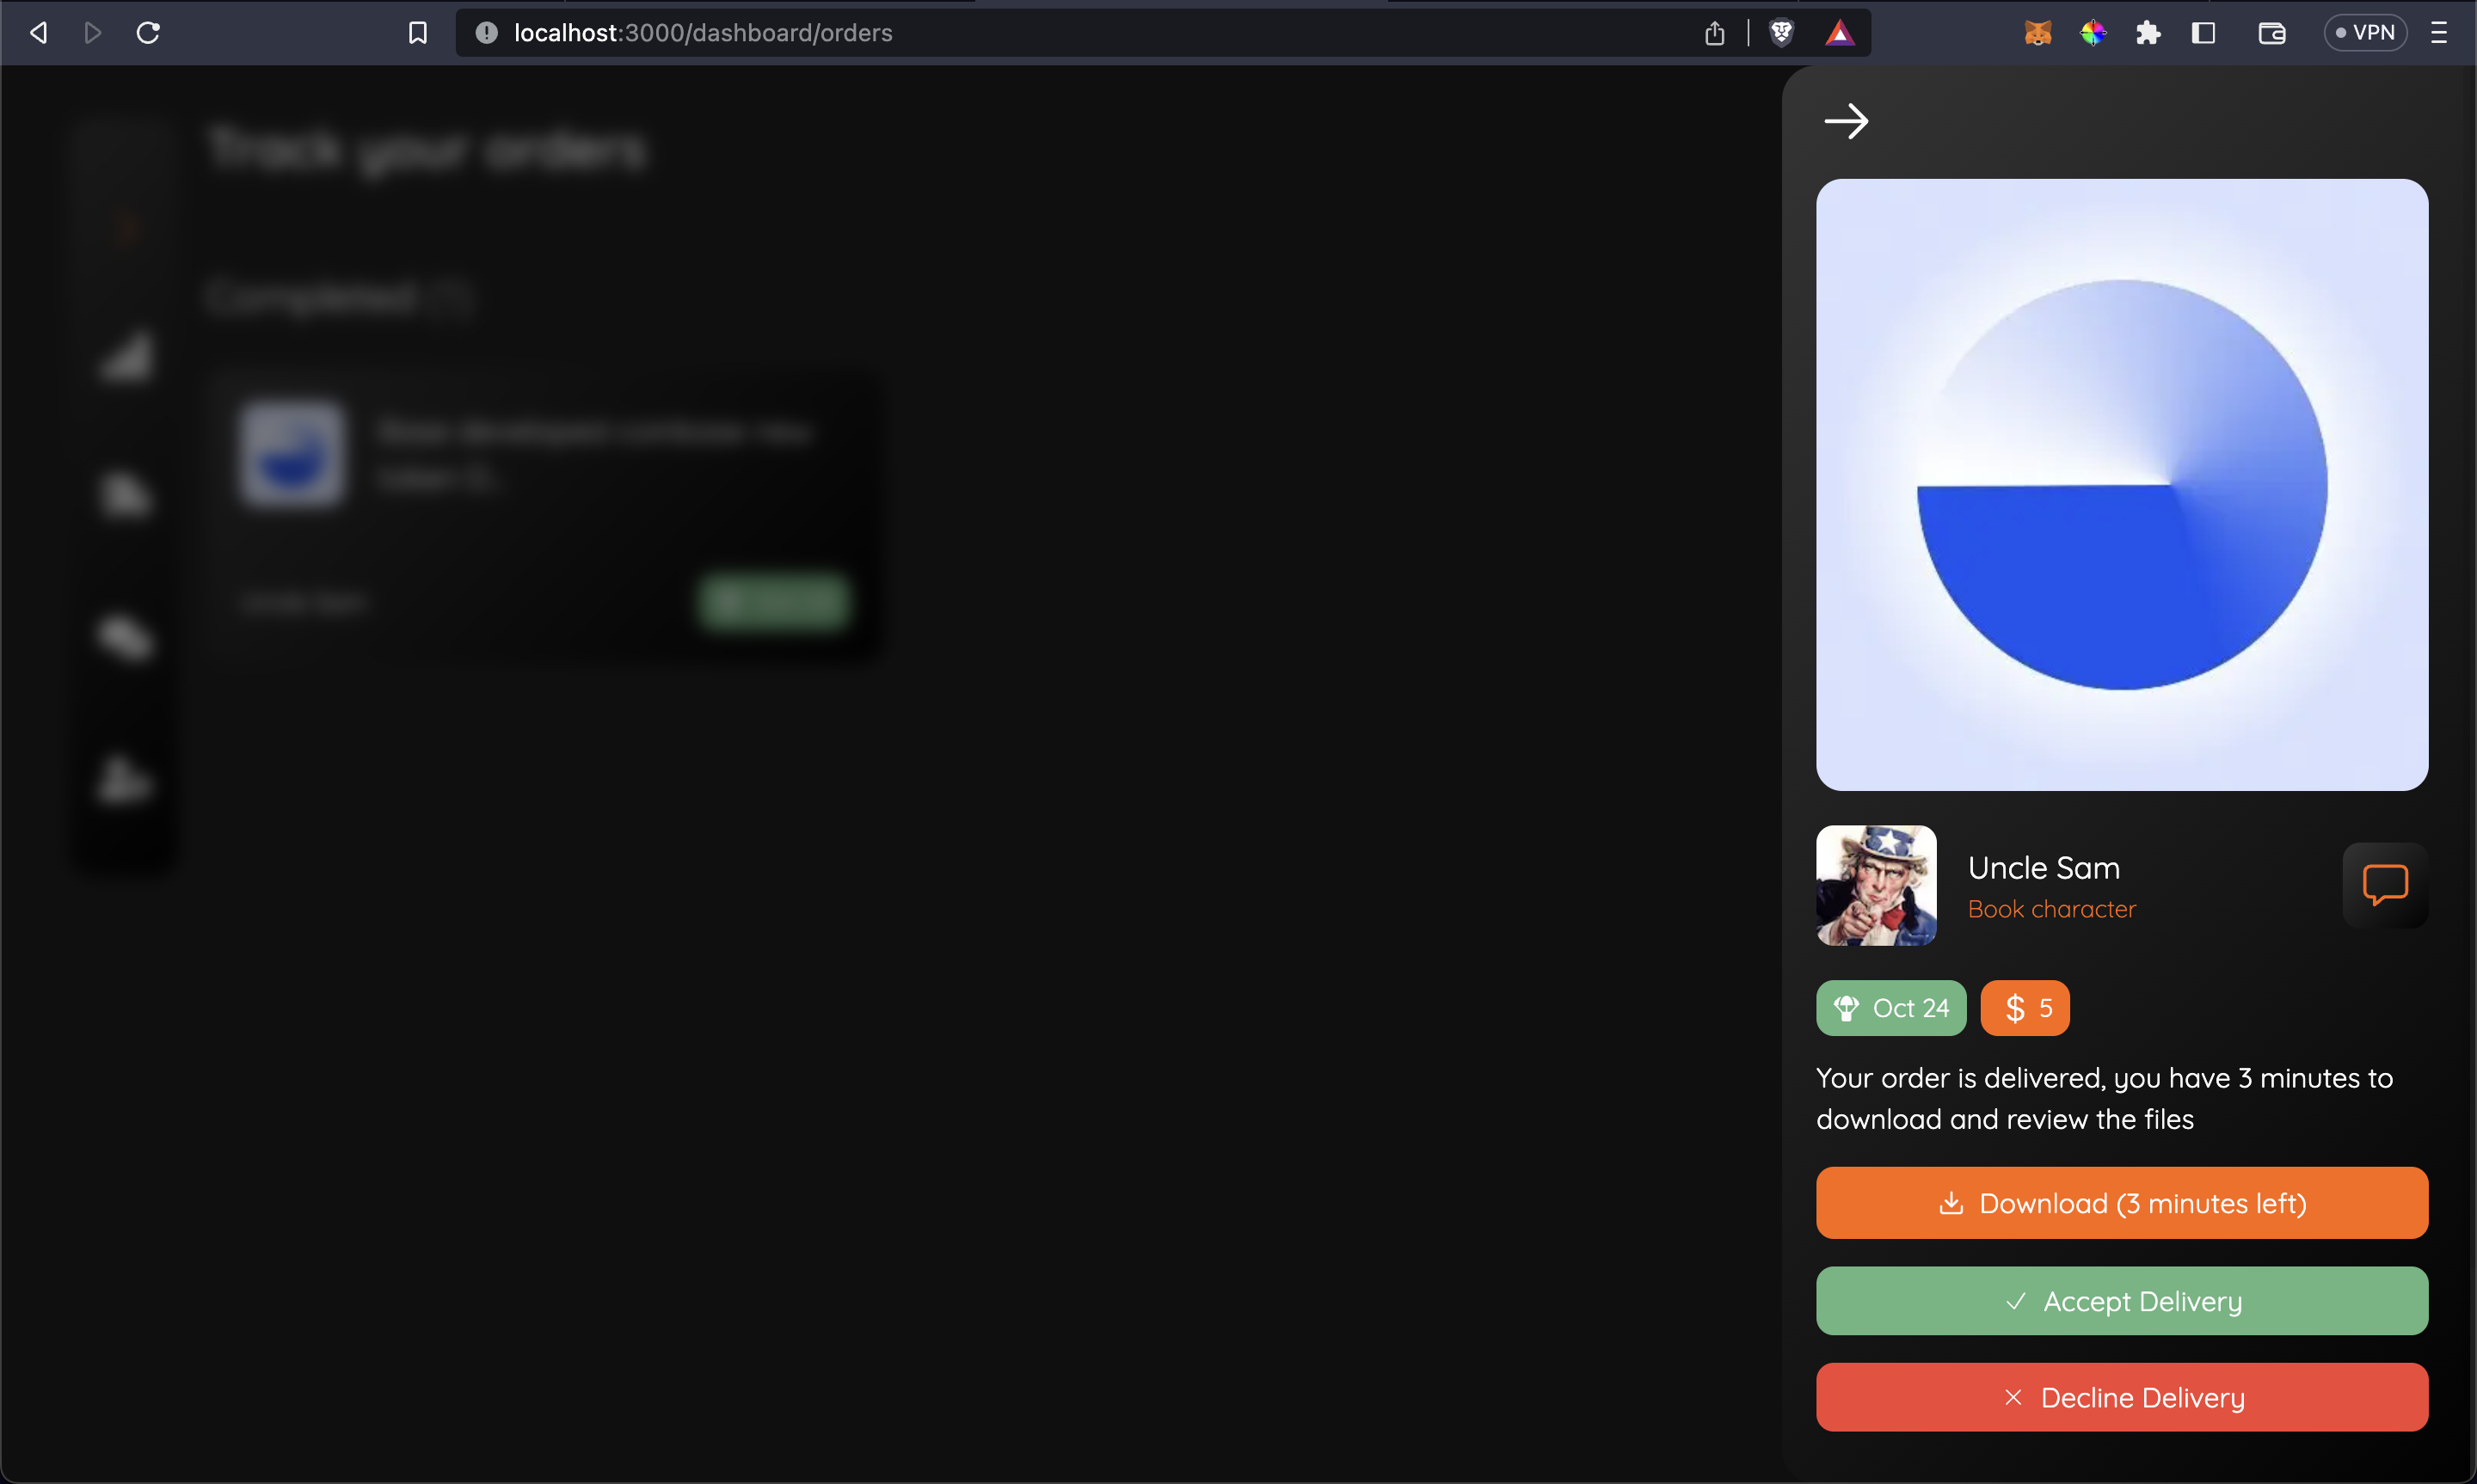 localhost:3000/dashboard/orders
VPN
Track your orders
Completed
Uncle Sam
Book character
Oct 24
$ 5
Your order is delivered, you have 3 minutes to
download and review the files
Download (3 minutes left)
Accept Delivery
Decline Delivery